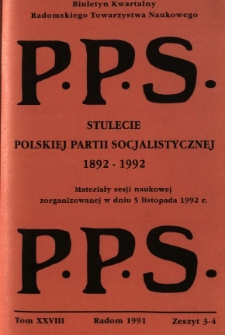 Biuletyn Kwartalny
Radomskiego Towarzystwa Naukowego
P.P.S.
STULECIE
POLSKIEJ PARTII SOCJALISTYCZNEJ
1892 - 1992
Materiały sesji naukowej
zorganizowanej w dniu 5 listopada 1992 r.
P.P.S.
Tom XXVIII Radom 1991 Zeszyt 3-4